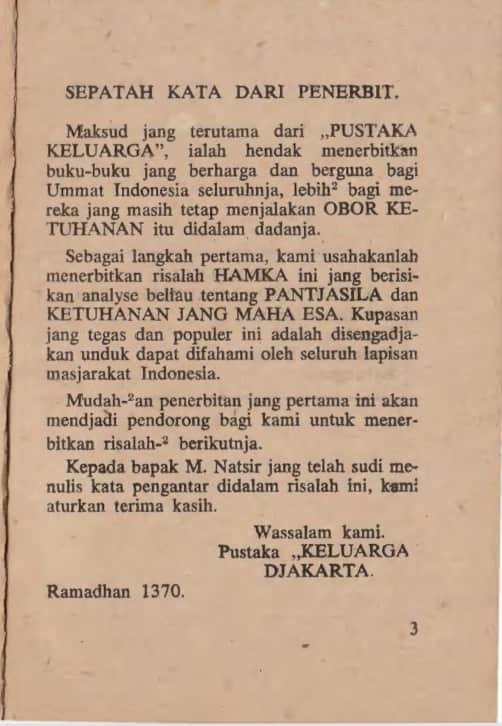 SEPATAH KATA DARI PENERBIT.
Maksud jang terutama dari „PUSTAKA
KELUARGA”, ialah hendak menerbitkan
buku-buku jang berharga dan berguna bagi
Ummat Indonesia seluruhnja, lebih² bagi me-
reka jang masih tetap menjalakan OBOR KE-
TUHANAN itu didalam dadanja.
Sebagai langkah pertama, kami usahakanlah
menerbitkan risalah HAMKA ini jang berisi-
kan analyse beliau tentang PANTJASILA dan
KETUHANAN JANG MAHA ESA. Kupasan
jang tegas dan populer ini adalah disengadja-
kan unduk dapat difahami oleh seluruh lapisan
masjarakat Indonesia.
Mudah-²an penerbitan jang pertama ini akan
mendjadi pendorong bagi kami untuk mener-
bitkan risalah-² berikutnja.
Kepada bapak M. Natsir jang telah sudi me-
nulis kata pengantar didalam risalah ini, kami
aturkan terima kasih.
Wassalam kami.
Pustaka „KELUARGA
DJAKARTA.
Ramadhan 1370.
3